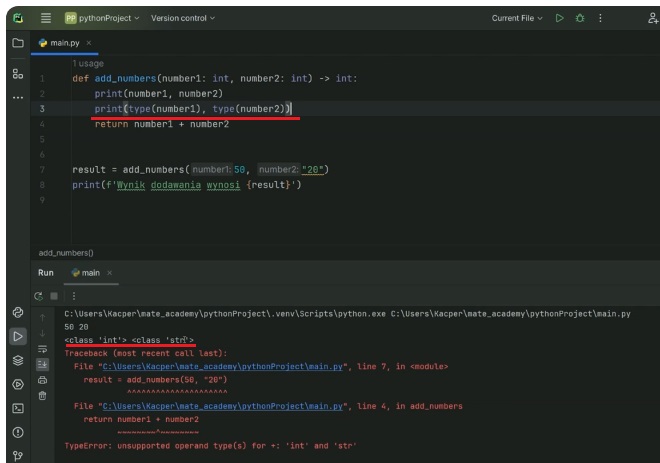 PP pythonProject Version control Current File
main.py
1 usage
1 def add_numbers(number1: int, number2: int) -> int:
2 print(number1, number2)
3 print(type(number1), type(number2))
4 return number1 + number2
5
6
7 result = add_numbers( number1: 50, number2: "20")
8 print(f'Wynik dodawania wynosi {result}')
9
add_numbers()
Run main
C:\Users\Kacper\mate_academy\pythonProject\.venv\Scripts\python.exe C:\Users\Kacper\mate_academy\pythonProject\main.py
50 20
<class 'int'> <class 'str'>
Traceback (most recent call last):
File "C:\Users\Kacper\mate_academy\pythonProject\main.py", line 7, in <module>
result = add_numbers(50, "20")
^^^^^^^^^^^^^^^^^^^^^
File "C:\Users\Kacper\mate_academy\pythonProject\main.py", line 4, in add_numbers
return number1 + number2
~~~~~~~~^~~~~~~~~
TypeError: unsupported operand type(s) for +: 'int' and 'str'